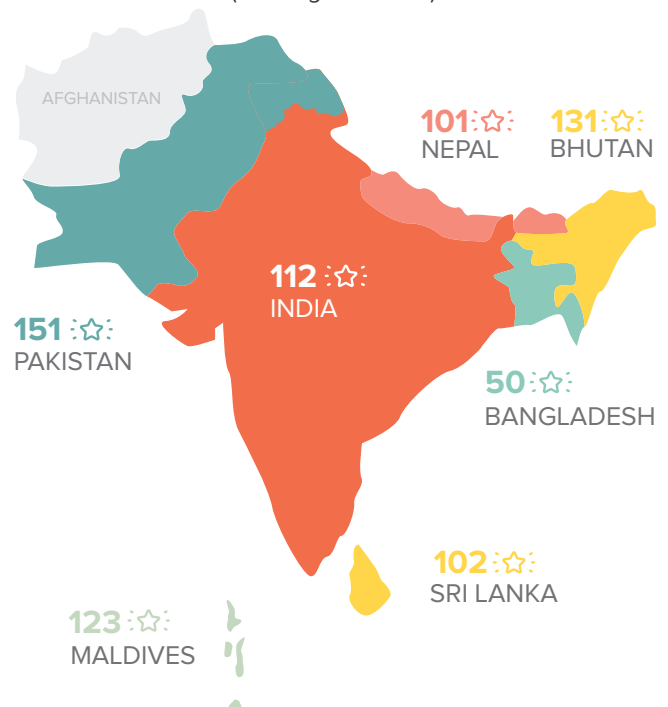 AFGHANISTAN
101
NEPAL
131
BHUTAN
112
INDIA
151
PAKISTAN
50
BANGLADESH
102
SRI LANKA
123
MALDIVES